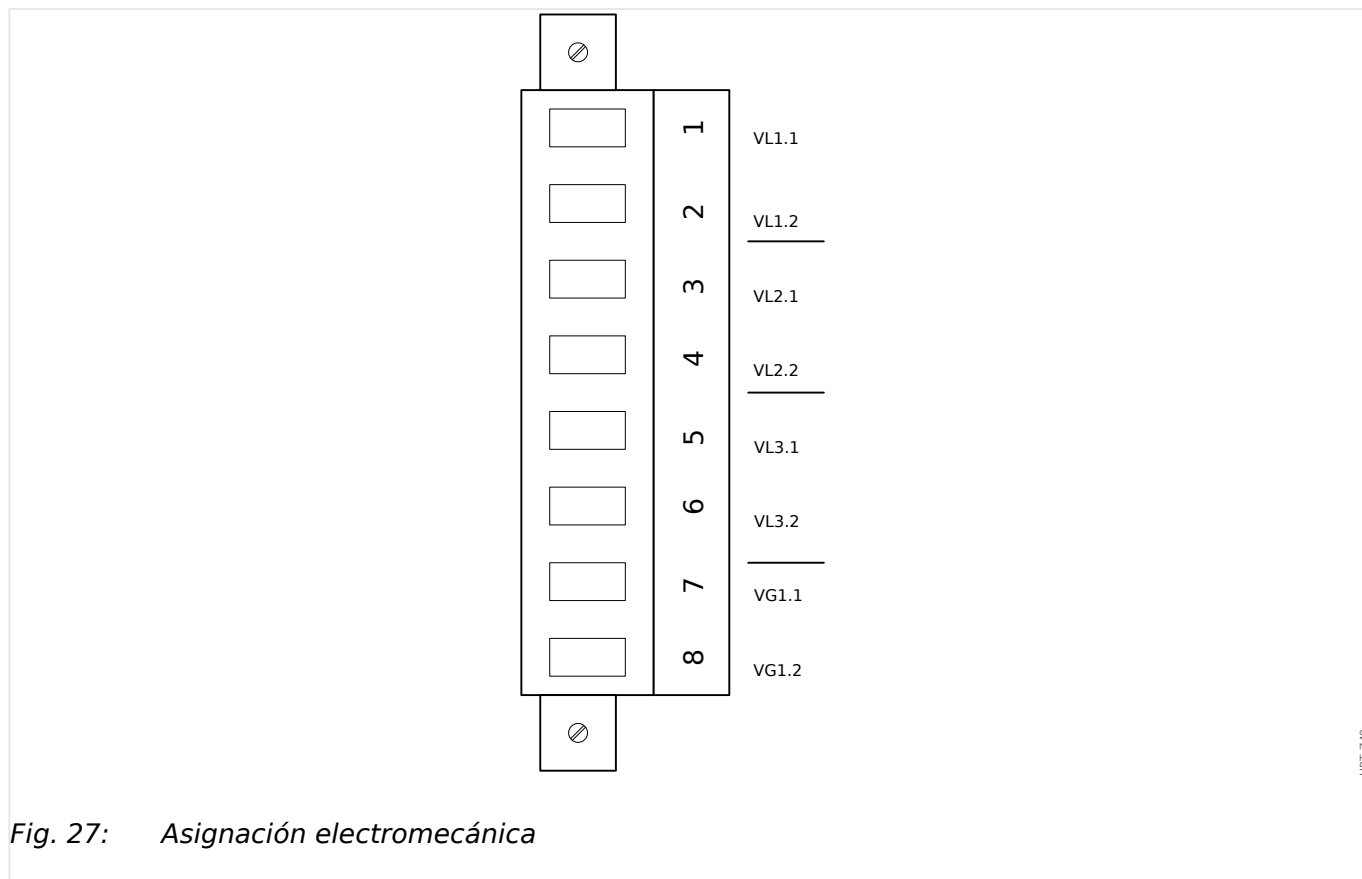 1 VL1.1
2 VL1.2
3 VL2.1
4 VL2.2
5 VL3.1
6 VL3.2
7 VG1.1
8 VG1.2
Fig. 27: Asignación electromecánica